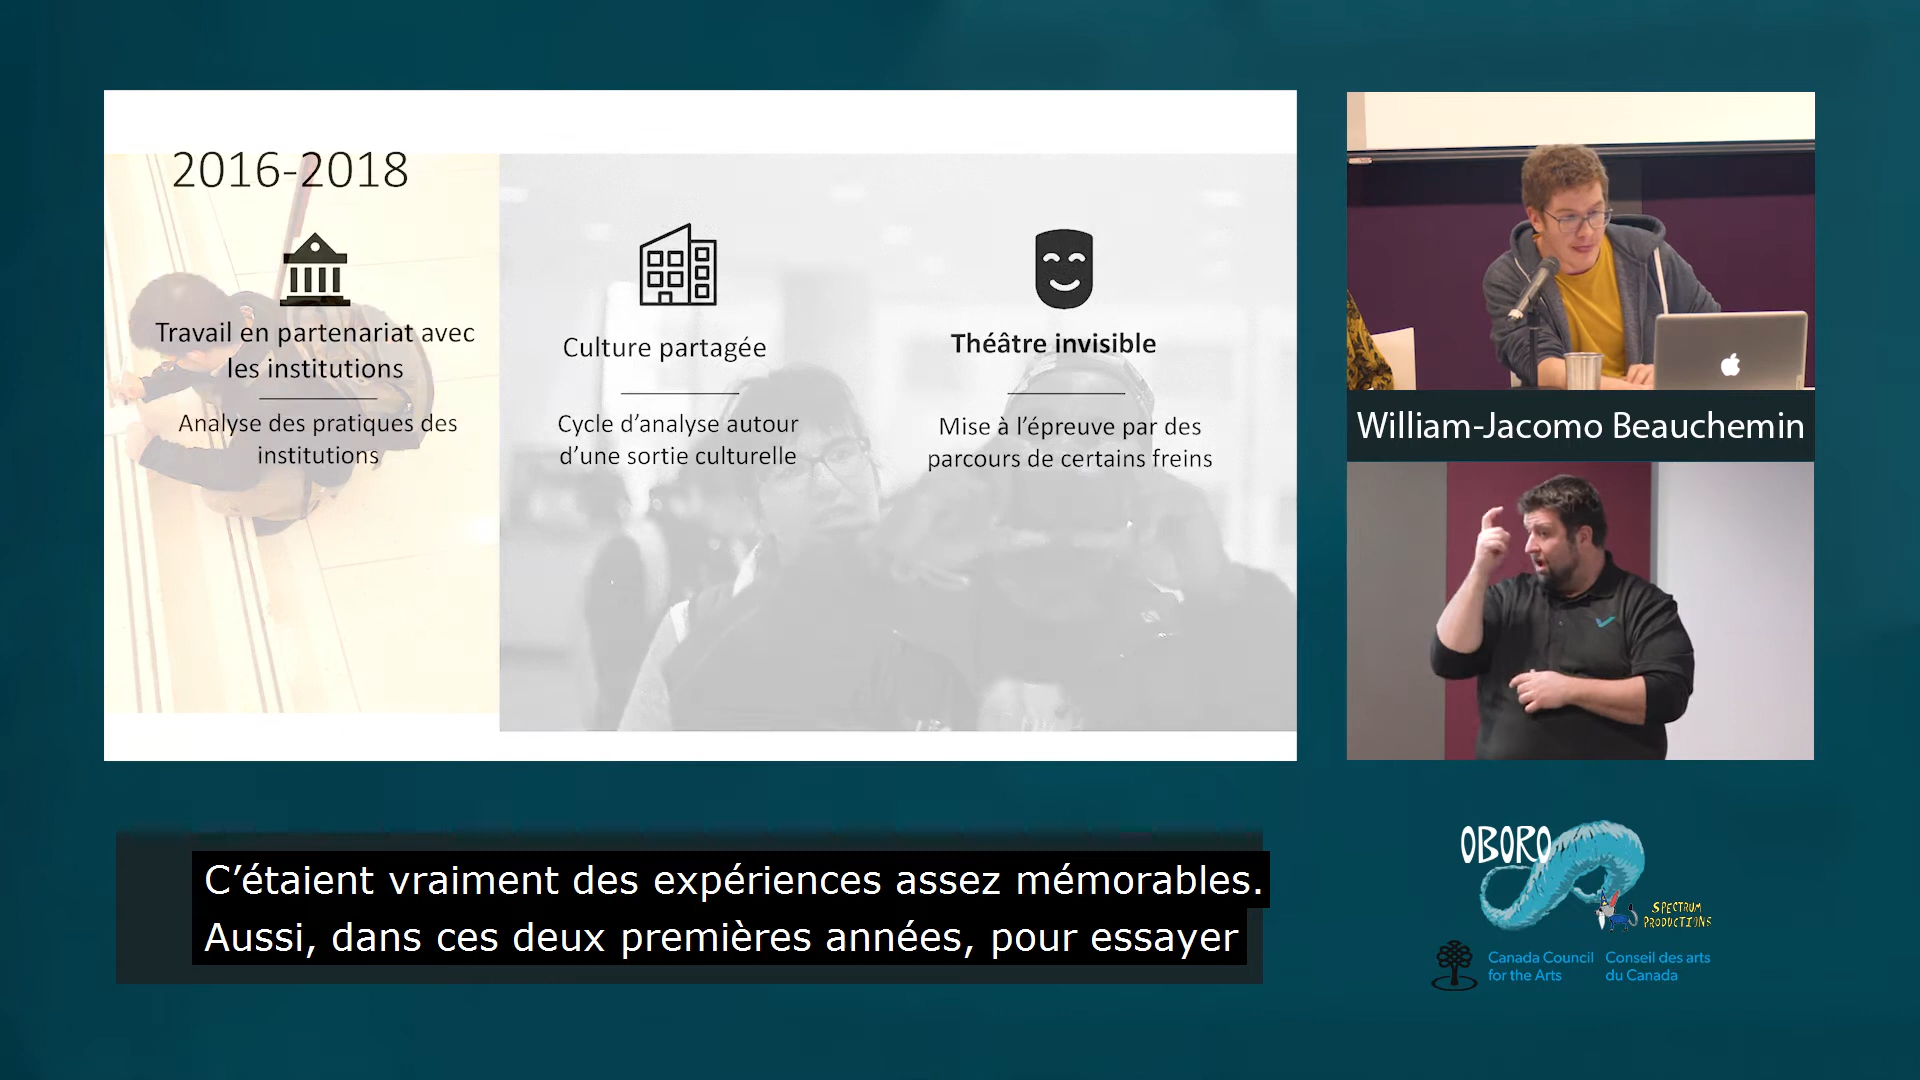 2016-2018
Travail en partenariat avec
les institutions
Analyse des pratiques des
institutions
Culture partagée
Cycle d’analyse autour
d’une sortie culturelle
Théâtre invisible
Mise à l’épreuve par des
parcours de certains freins
William-Jacomo Beauchemin
C’étaient vraiment des expériences assez mémorables.
Aussi, dans ces deux premières années, pour essayer
OBORO
SPECTRUM
PRODUCTIONS
Canada Council
for the Arts
Conseil des arts
du Canada